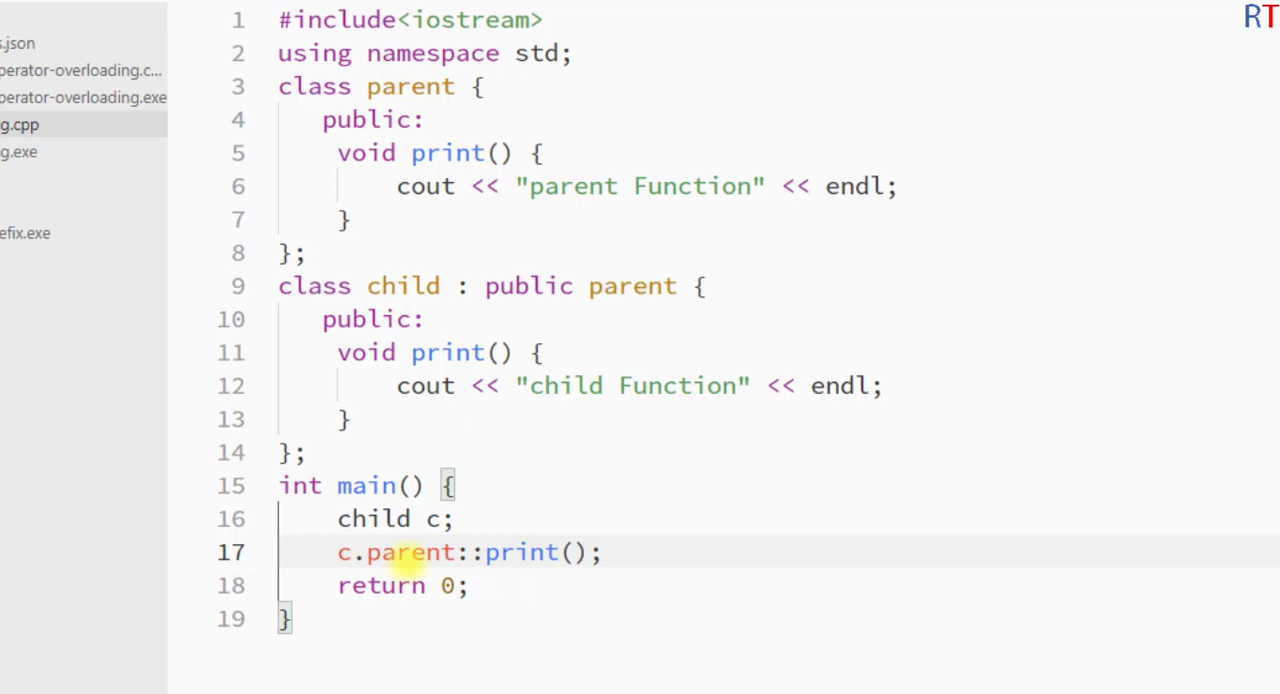 RT
s.json
perator-overloading.c...
perator-overloading.exe
g.cpp
g.exe
efix.exe
1 #include<iostream>
2 using namespace std;
3 class parent {
4 public:
5 void print() {
6 cout << "parent Function" << endl;
7 }
8 };
9 class child : public parent {
10 public:
11 void print() {
12 cout << "child Function" << endl;
13 }
14 };
15 int main() {
16 child c;
17 c.parent::print();
18 return 0;
19 }